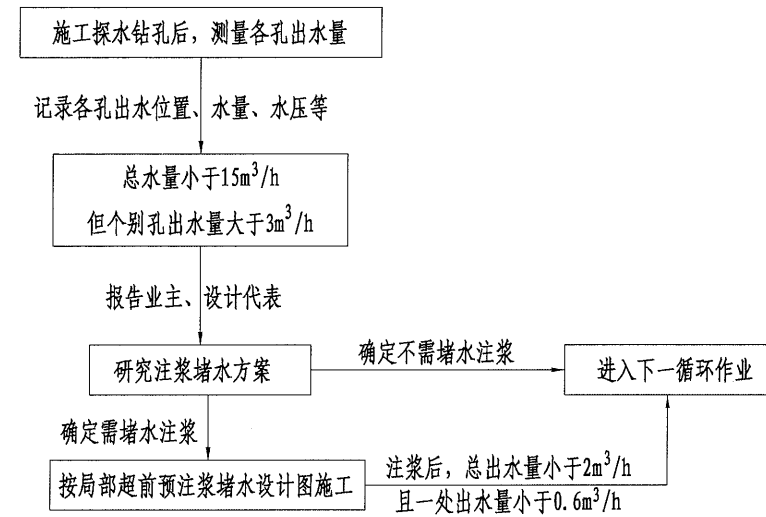 施工探水钻孔后，测量各孔出水量
记录各孔出水位置、水量、水压等
总水量小于15m³/h
但个别孔出水量大于3m³/h
报告业主、设计代表
研究注浆堵水方案
确定不需堵水注浆
进入下一循环作业
确定需堵水注浆
按局部超前预注浆堵水设计图施工
注浆后，总出水量小于2m³/h
且一处出水量小于0.6m³/h